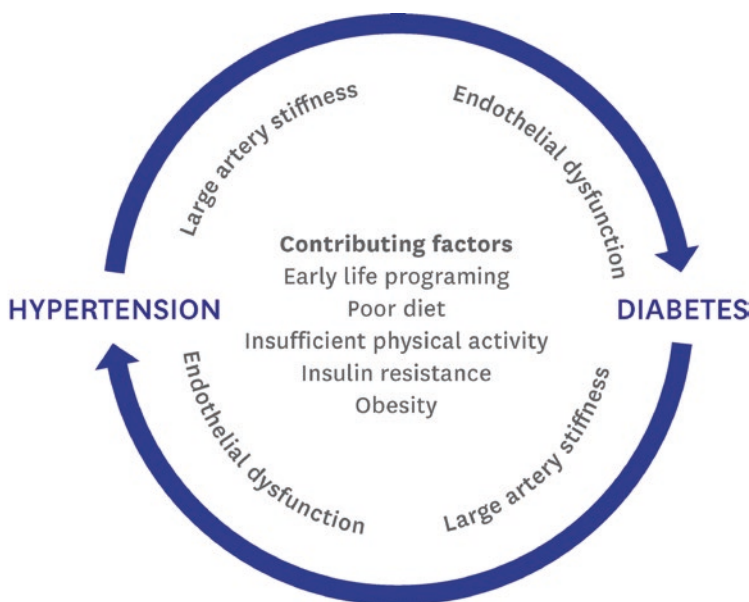 Large artery stiffness
Endothelial dysfunction
Contributing factors
Early life programing
Poor diet
Insufficient physical activity
Insulin resistance
Obesity
HYPERTENSION
DIABETES
Endothelial dysfunction
Large artery stiffness